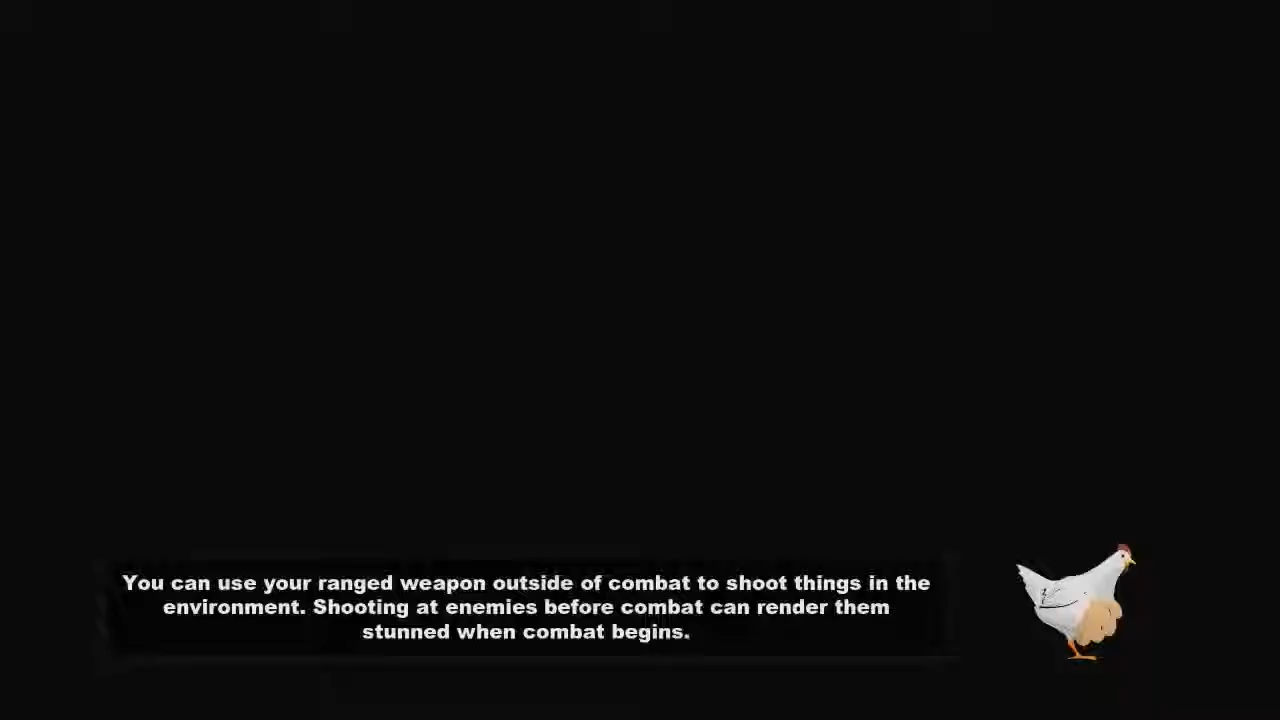 You can use your ranged weapon outside of combat to shoot things in the
environment. Shooting at enemies before combat can render them
stunned when combat begins.